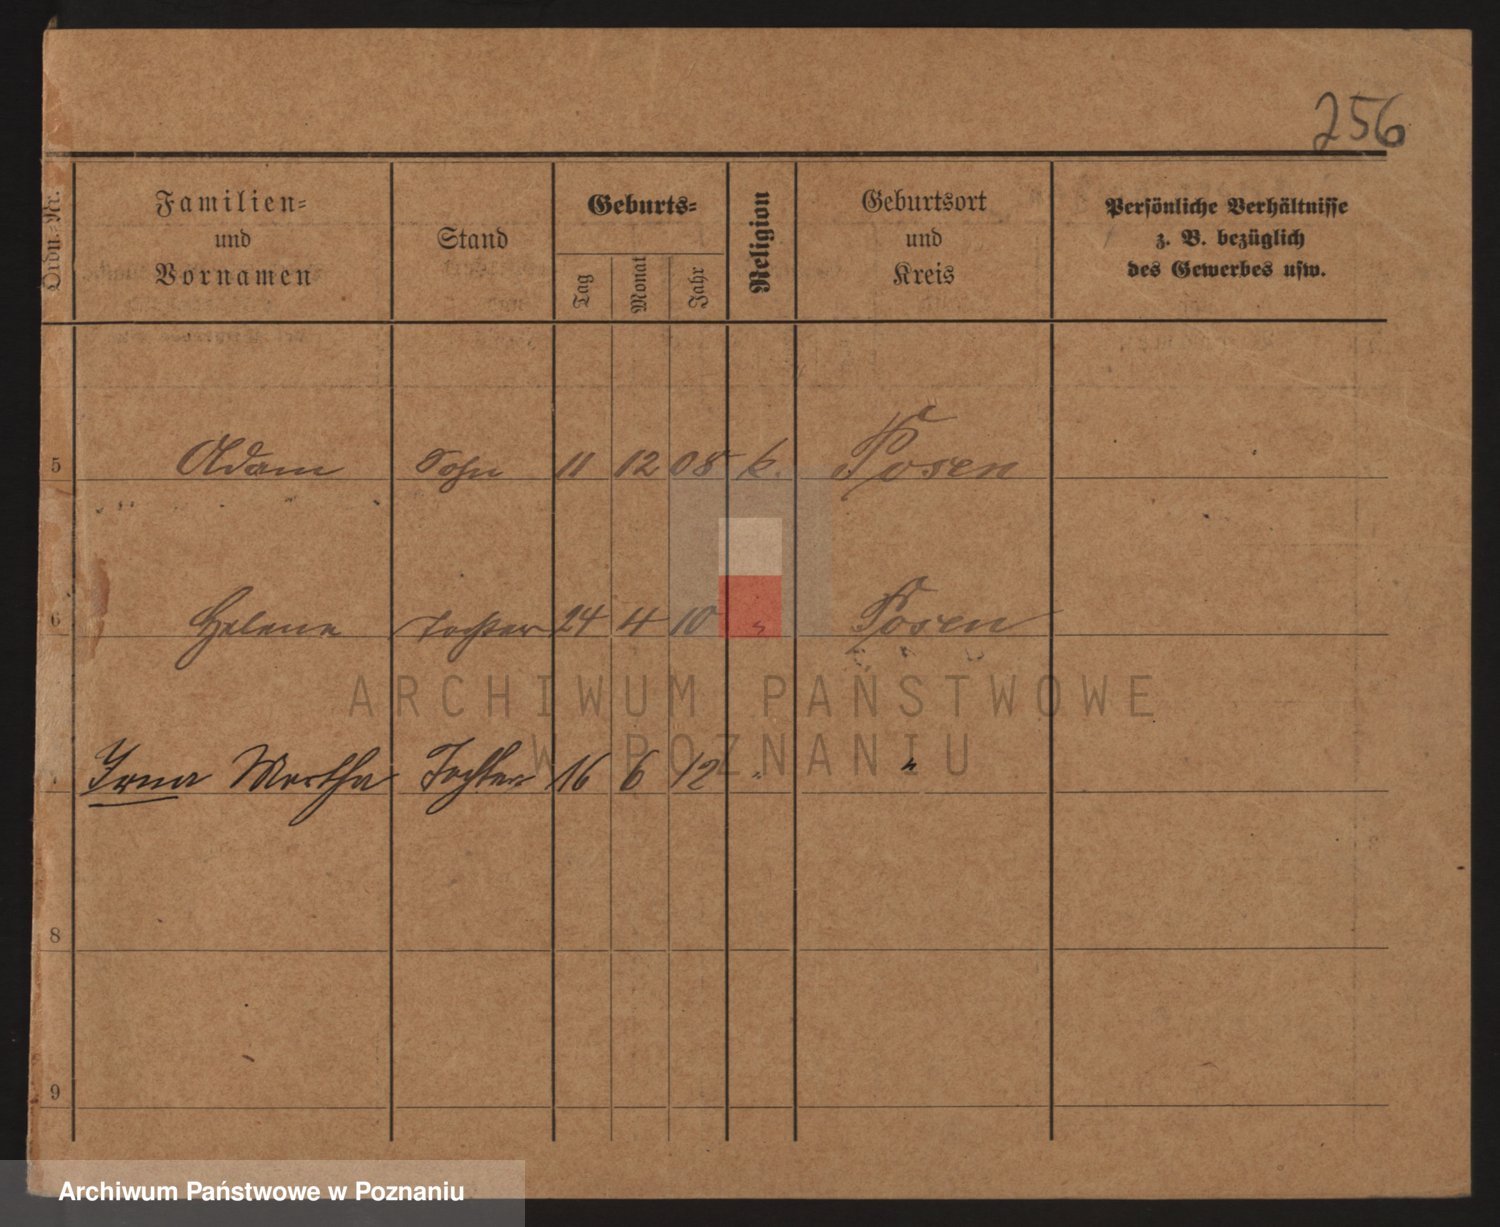 256
Ordn. Nr.
Familien=
und
Vornamen
Stand
Geburts=
Tag
Monat
Jahr
Religion
Geburtsort
und
Kreis
Persönliche Verhältnisse
z. B. bezüglich
des Gewerbes usw.
5 Adam Sohn 11 12 08 k. Posen
6 Helene Tochter 24 4 10 " Posen
Irna Martha Tochter 16 6 12 " "
8
9
ARCHIWUM PAŃSTWOWE
W POZNANIU
Archiwum Państwowe w Poznaniu